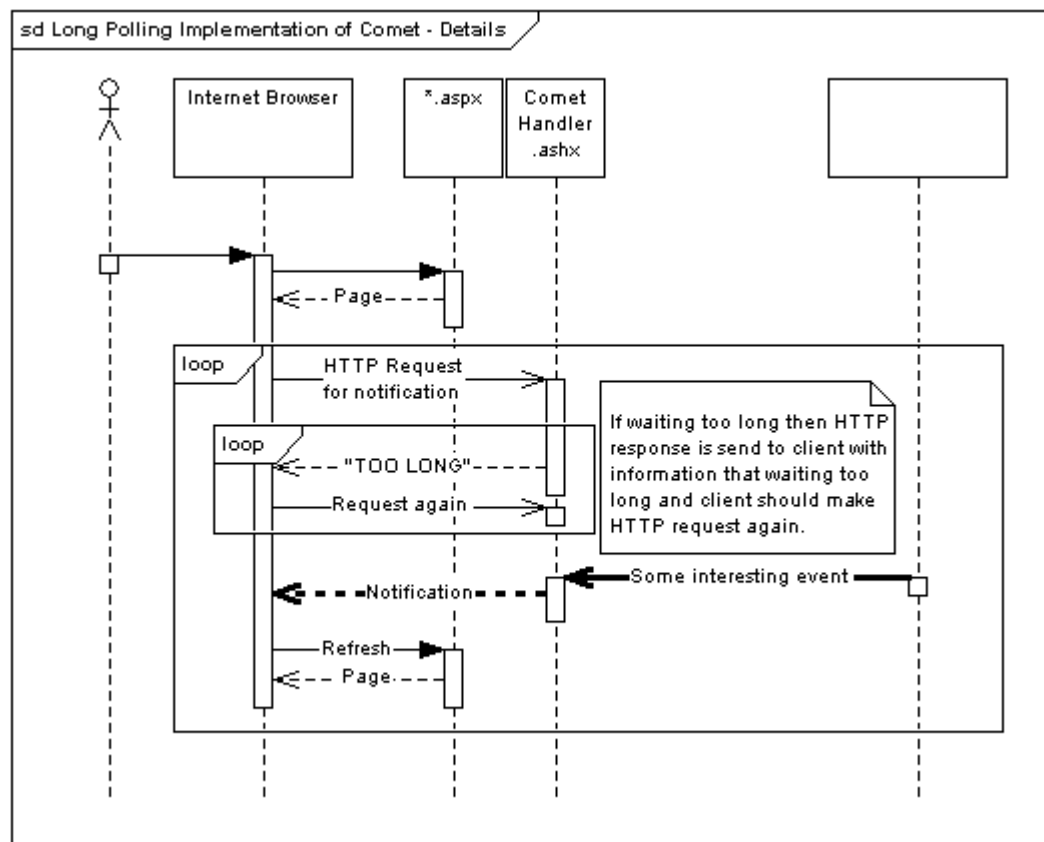 sd Long Polling Implementation of Comet - Details
Internet Browser
*.aspx
Comet
Handler
.ashx
Page
loop
HTTP Request
for notification
If waiting too long then HTTP
response is send to client with
information that waiting too
long and client should make
HTTP request again.
loop
"TOO LONG"
Request again
Some interesting event
Notification
Refresh
Page